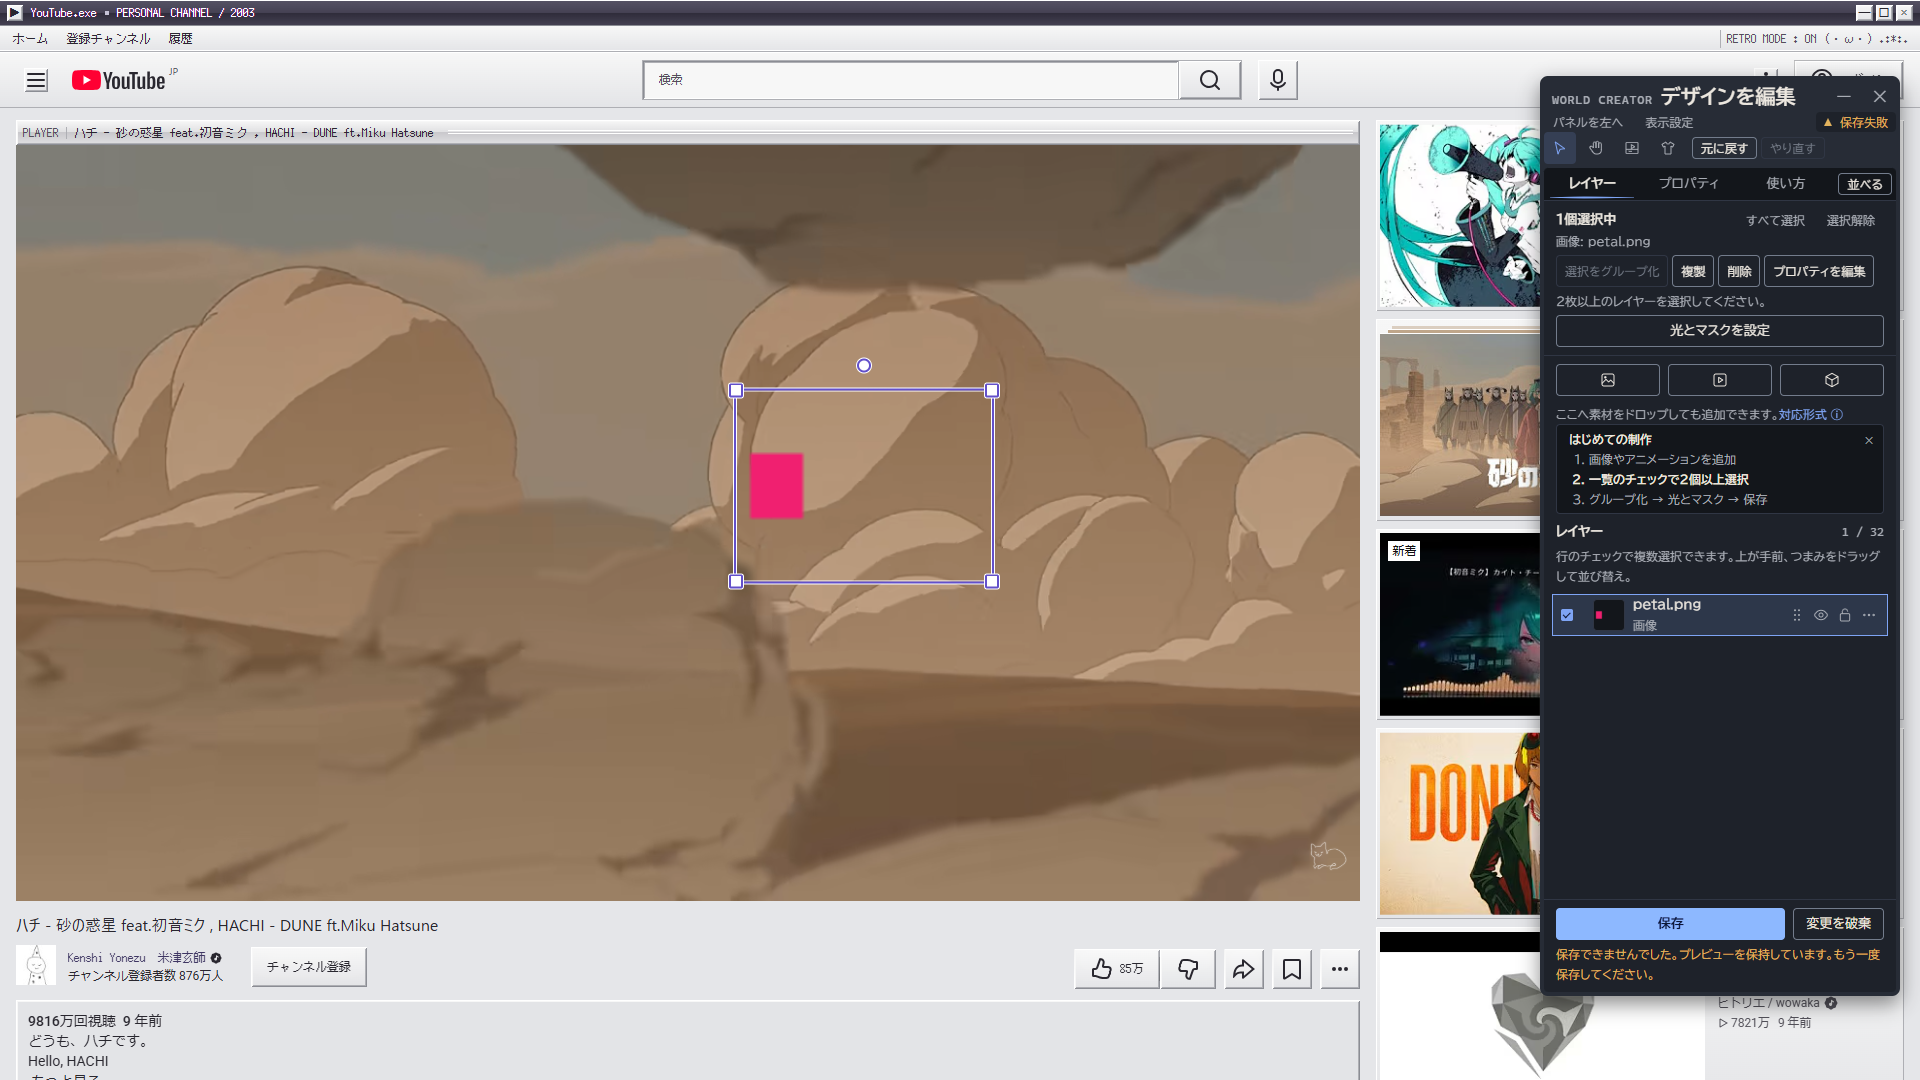 YouTube.exe ▪ PERSONAL CHANNEL / 2003
ホーム 登録チャンネル 履歴
RETRO MODE : ON (・ω・) .:*:.
YouTube JP
検索
PLAYER ハチ - 砂の惑星 feat.初音ミク , HACHI - DUNE ft.Miku Hatsune
新着
【初音ミク】カイト・チー
砂の
DON
ハチ - 砂の惑星 feat.初音ミク , HACHI - DUNE ft.Miku Hatsune
Kenshi Yonezu 米津玄師
チャンネル登録者数 876万人
チャンネル登録
85万
9816万回視聴 9 年前
どうも、ハチです。
Hello, HACHI
ヒトリエ / wowaka
7821万 9 年前
WORLD CREATOR デザインを編集
パネルを左へ 表示設定
▲ 保存失敗
元に戻す やり直す
レイヤー プロパティ 使い方 並べる
1個選択中 すべて選択 選択解除
画像: petal.png
選択をグループ化 複製 削除 プロパティを編集
2枚以上のレイヤーを選択してください。
光とマスクを設定
ここへ素材をドロップしても追加できます。対応形式 ⓘ
はじめての制作
1. 画像やアニメーションを追加
2. 一覧のチェックで2個以上選択
3. グループ化 → 光とマスク → 保存
レイヤー 1 / 32
行のチェックで複数選択できます。上が手前、つまみをドラッグ
して並び替え。
petal.png
画像
保存 変更を破棄
保存できませんでした。プレビューを保持しています。もう一度
保存してください。